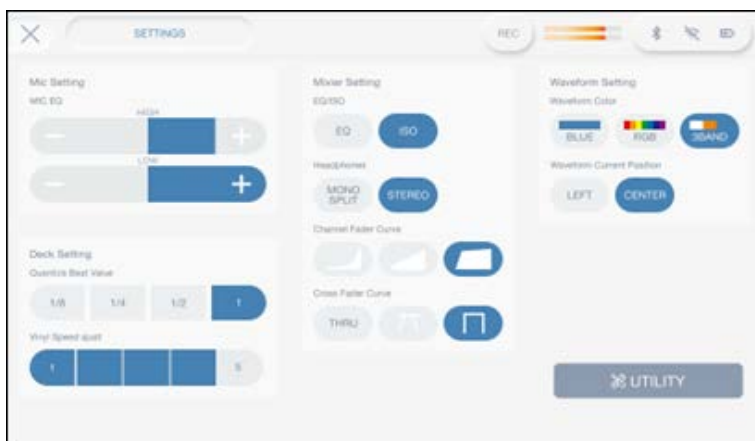 SETTINGS
REC
Mic Setting
MIC EQ
HIGH
LOW
Deck Setting
Quantize Beat Value
1/8
1/4
1/2
1
Vinyl Speed
1
5
Mixier Setting
EQ/ISO
EQ
ISO
Headphones
MONO
SPLIT
STEREO
Channel Fader Curve
Cross Fader Curve
THRU
Waveform Setting
Waveform Color
BLUE
RGB
3BAND
Waveform Current Position
LEFT
CENTER
UTILITY